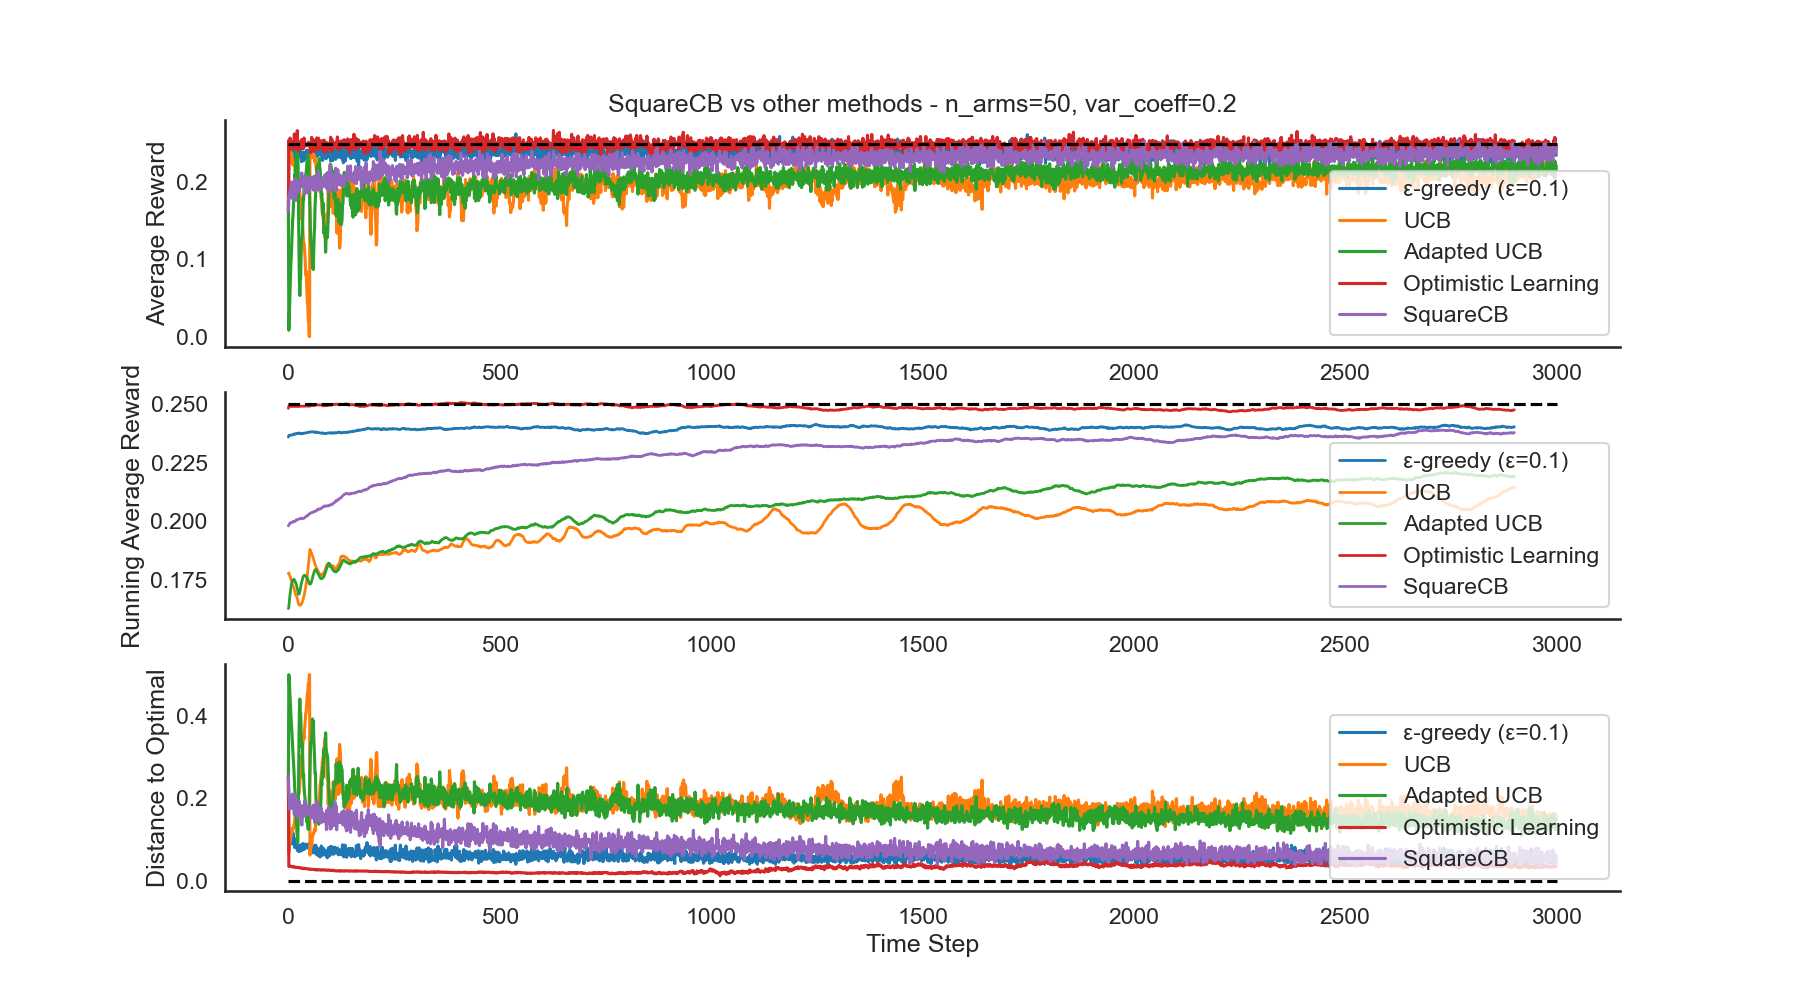 SquareCB vs other methods - n_arms=50, var_coeff=0.2
Average Reward
0.2
0.1
0.0
0 500 1000 1500 2000 2500 3000
ε-greedy (ε=0.1)
UCB
Adapted UCB
Optimistic Learning
SquareCB
Running Average Reward
0.250
0.225
0.200
0.175
0 500 1000 1500 2000 2500 3000
ε-greedy (ε=0.1)
UCB
Adapted UCB
Optimistic Learning
SquareCB
Distance to Optimal
0.4
0.2
0.0
0 500 1000 1500 2000 2500 3000
ε-greedy (ε=0.1)
UCB
Adapted UCB
Optimistic Learning
SquareCB
Time Step